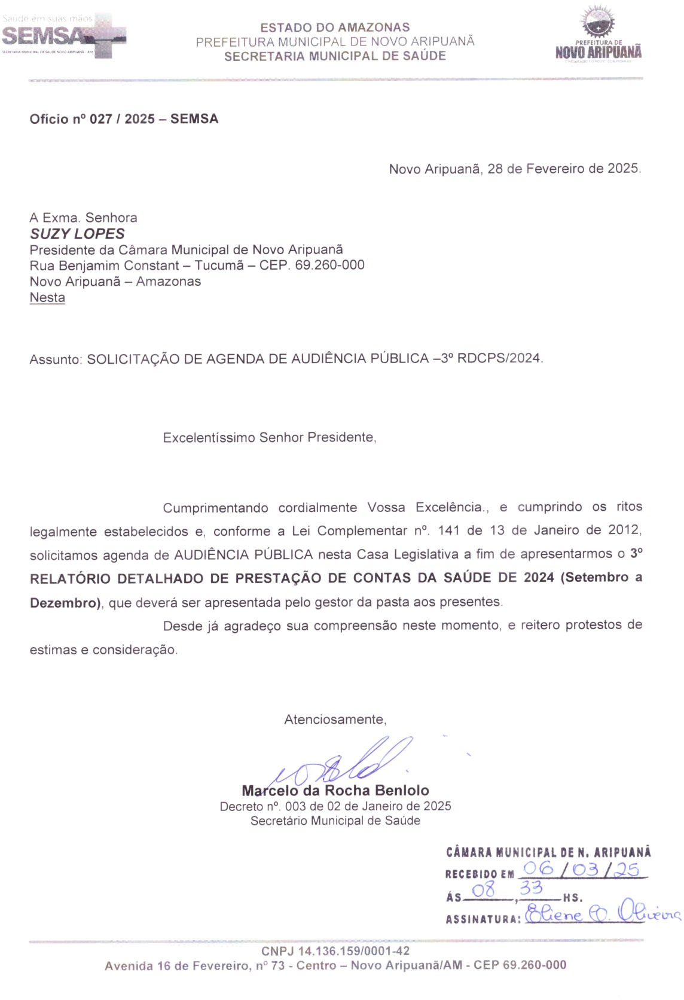 Saúde em suas mãos
SEMSA
SECRETARIA MUNICIPAL DE SAÚDE NOVO ARIPUANÃ - AM
ESTADO DO AMAZONAS
PREFEITURA MUNICIPAL DE NOVO ARIPUANÃ
SECRETARIA MUNICIPAL DE SAÚDE
PREFEITURA DE
NOVO ARIPUANÃ
Ofício nº 027 / 2025 – SEMSA
Novo Aripuanã, 28 de Fevereiro de 2025.
A Exma. Senhora
SUZY LOPES
Presidente da Câmara Municipal de Novo Aripuanã
Rua Benjamim Constant – Tucumã – CEP. 69.260-000
Novo Aripuanã – Amazonas
Nesta
Assunto: SOLICITAÇÃO DE AGENDA DE AUDIÊNCIA PÚBLICA –3º RDCPS/2024.
Excelentíssimo Senhor Presidente,
Cumprimentando cordialmente Vossa Excelência., e cumprindo os ritos
legalmente estabelecidos e, conforme a Lei Complementar nº. 141 de 13 de Janeiro de 2012,
solicitamos agenda de AUDIÊNCIA PÚBLICA nesta Casa Legislativa a fim de apresentarmos o 3º
RELATÓRIO DETALHADO DE PRESTAÇÃO DE CONTAS DA SAÚDE DE 2024 (Setembro a
Dezembro), que deverá ser apresentada pelo gestor da pasta aos presentes.
Desde já agradeço sua compreensão neste momento, e reitero protestos de
estimas e consideração.
Atenciosamente,
Marcelo da Rocha Benlolo
Decreto nº. 003 de 02 de Janeiro de 2025
Secretário Municipal de Saúde
CÂMARA MUNICIPAL DE N. ARIPUANÃ
RECEBIDO EM 06/03/25
ÁS 08 , 33 HS.
ASSINATURA: Eliene O. Oliveira
CNPJ 14.136.159/0001-42
Avenida 16 de Fevereiro, nº 73 - Centro – Novo Aripuanã/AM - CEP 69.260-000